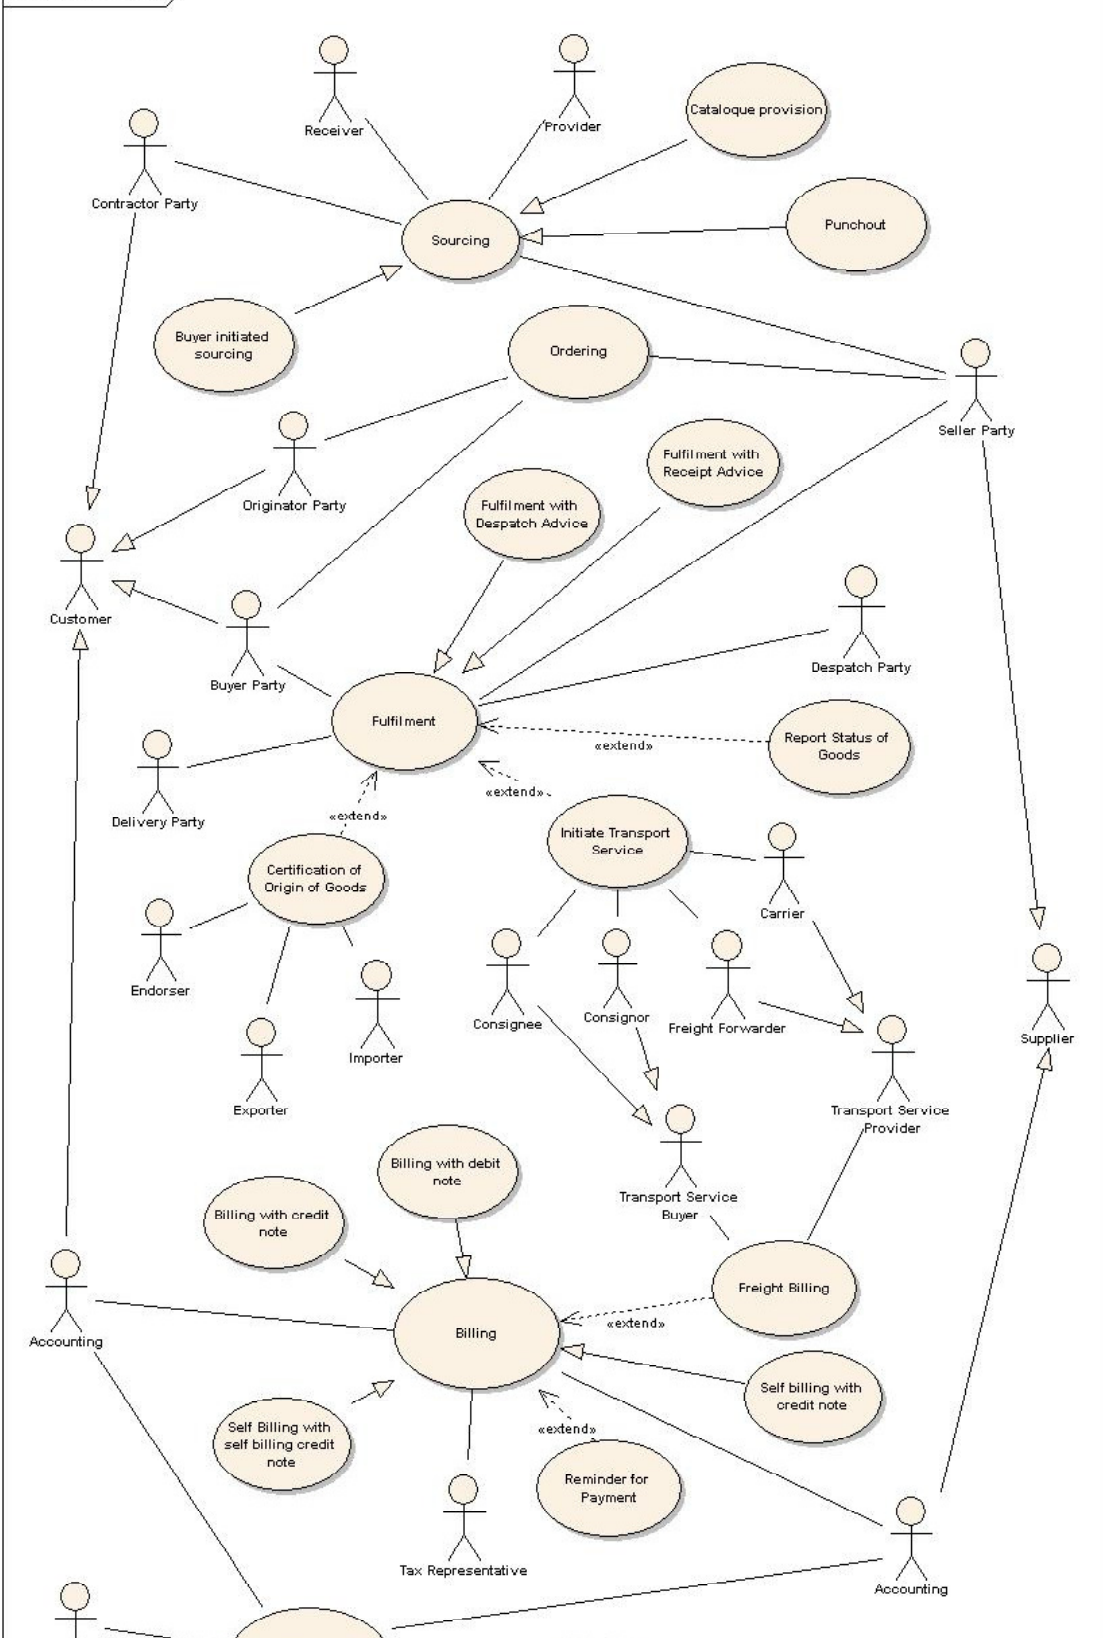 Receiver
Provider
Cataloque provision
Contractor Party
Punchout
Sourcing
Buyer initiated
sourcing
Ordering
Seller Party
Originator Party
Fulfilment with
Receipt Advice
Fulfilment with
Despatch Advice
Customer
Buyer Party
Despatch Party
Fulfilment
Report Status of
Goods
«extend»
Delivery Party
«extend»
«extend»
Initiate Transport
Service
Certification of
Origin of Goods
Carrier
Endorser
Consignee
Consignor
Freight Forwarder
Importer
Supplier
Exporter
Transport Service
Provider
Billing with debit
note
Transport Service
Buyer
Billing with credit
note
Freight Billing
Accounting
Billing
«extend»
Self billing with
credit note
Self Billing with
self billing credit
note
«extend»
Reminder for
Payment
Tax Representative
Accounting